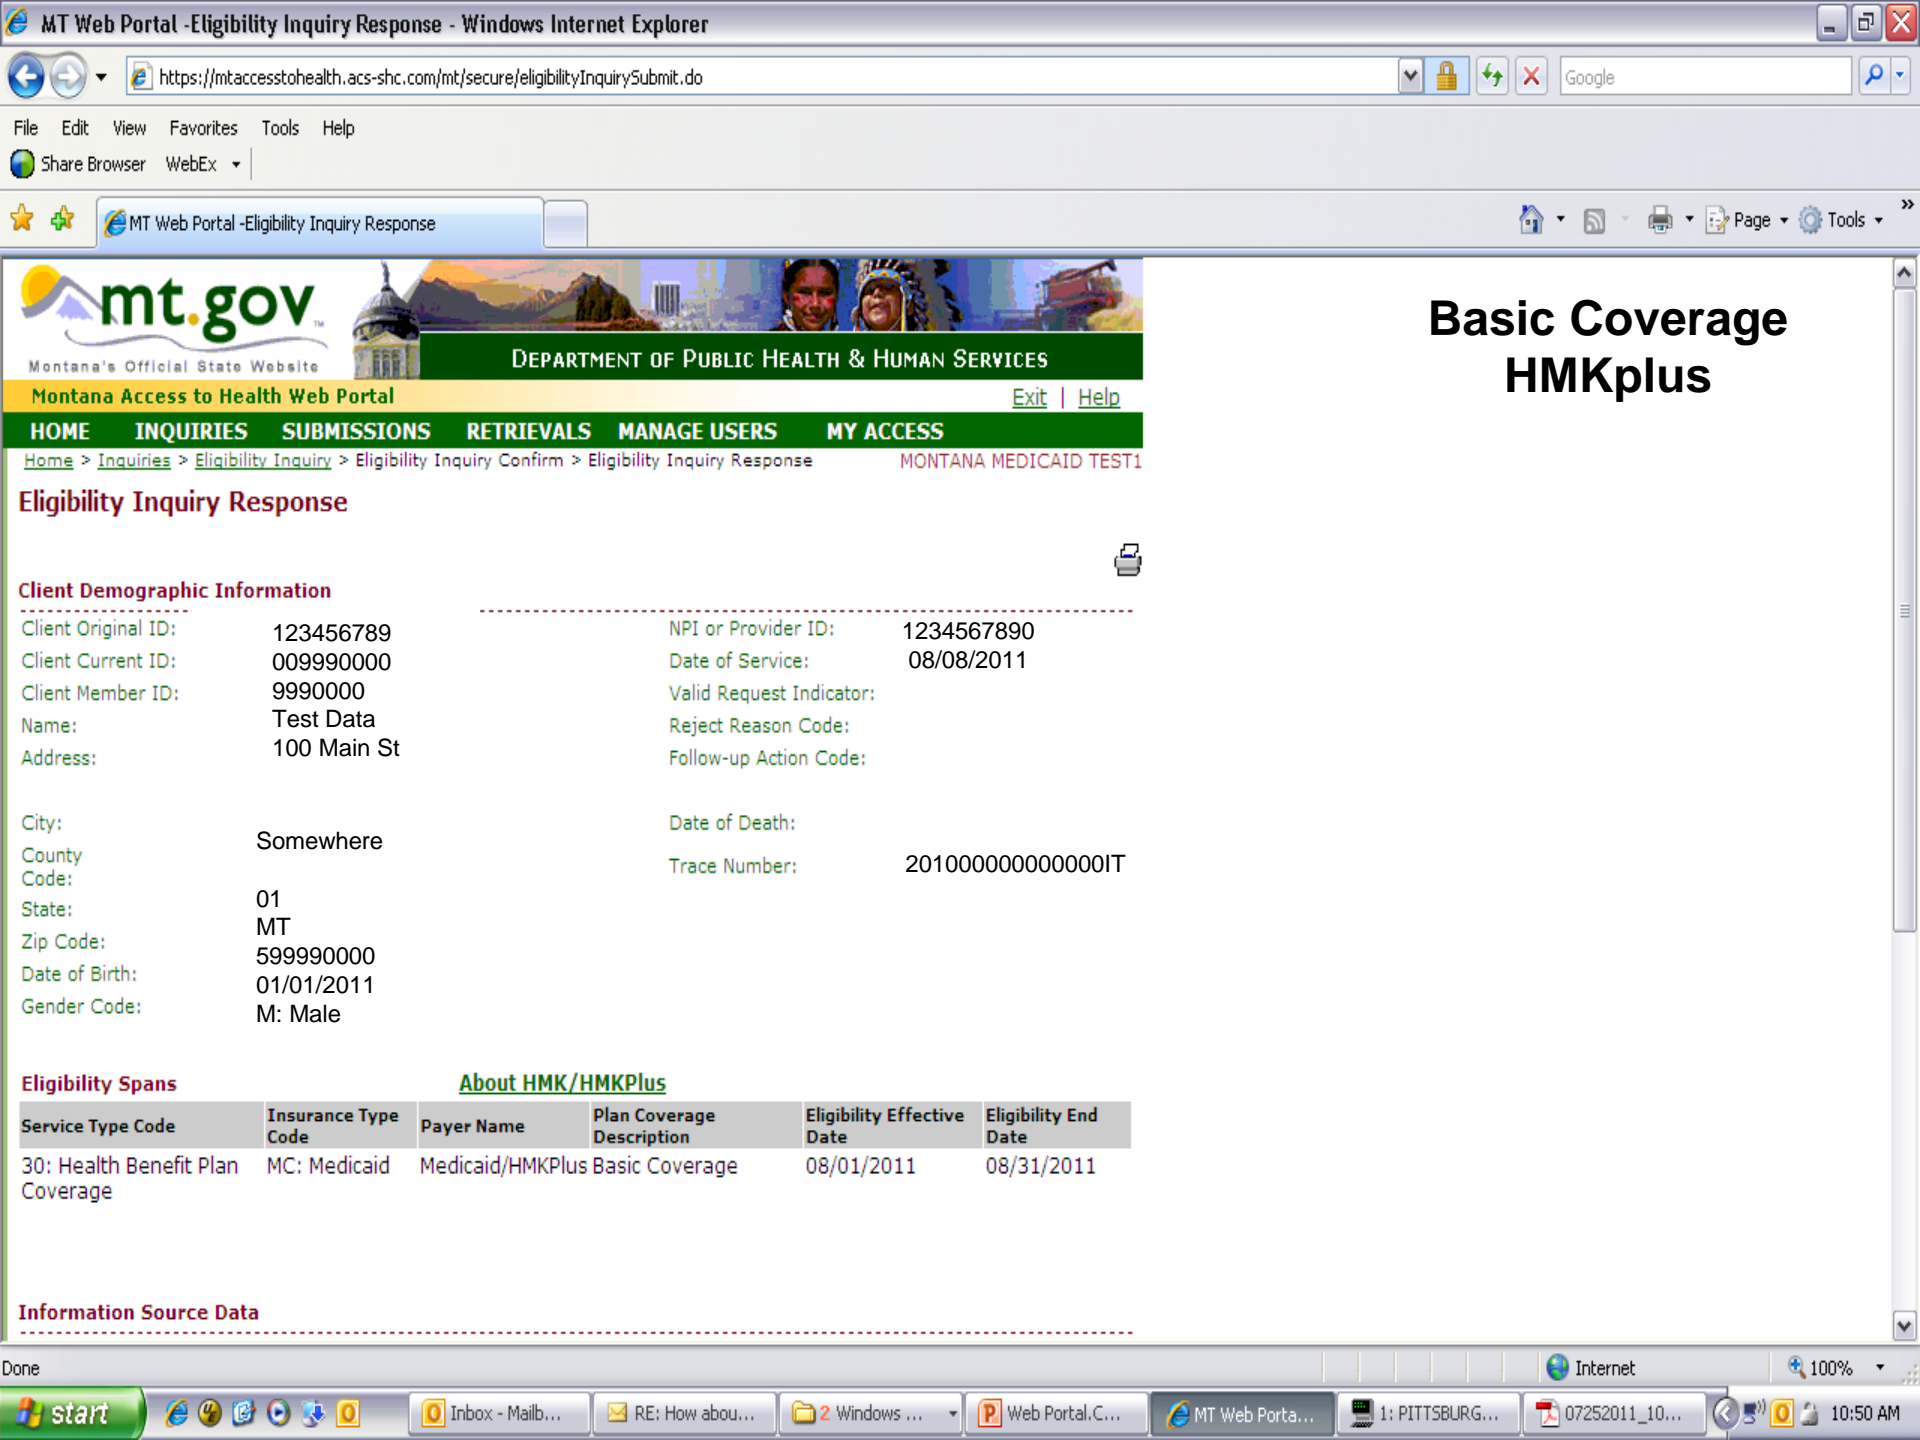 MT Web Portal -Eligibility Inquiry Response - Windows Internet Explorer
https://mtaccesstohealth.acs-shc.com/mt/secure/eligibilityInquirySubmit.do
Google
File Edit View Favorites Tools Help
Share Browser WebEx
MT Web Portal -Eligibility Inquiry Response
Page Tools
mt.gov
Montana's Official State Website
DEPARTMENT OF PUBLIC HEALTH & HUMAN SERVICES
Basic Coverage
HMKplus
Montana Access to Health Web Portal
Exit | Help
HOME INQUIRIES SUBMISSIONS RETRIEVALS MANAGE USERS MY ACCESS
Home > Inquiries > Eligibility Inquiry > Eligibility Inquiry Confirm > Eligibility Inquiry Response MONTANA MEDICAID TEST1
Eligibility Inquiry Response
Client Demographic Information
Client Original ID: 123456789 NPI or Provider ID: 1234567890
Client Current ID: 009990000 Date of Service: 08/08/2011
Client Member ID: 9990000 Valid Request Indicator:
Name: Test Data Reject Reason Code:
Address: 100 Main St Follow-up Action Code:
City: Somewhere Date of Death:
County Code: 01 Trace Number: 201000000000000IT
State: MT
Zip Code: 599990000
Date of Birth: 01/01/2011
Gender Code: M: Male
Eligibility Spans About HMK/HMKPlus
Service Type Code Insurance Type Code Payer Name Plan Coverage Description Eligibility Effective Date Eligibility End Date
30: Health Benefit Plan Coverage MC: Medicaid Medicaid/HMKPlus Basic Coverage 08/01/2011 08/31/2011
Information Source Data
Done Internet 100%
start Inbox - Mailb... RE: How abou... 2 Windows ... Web Portal.C... MT Web Porta... 1: PITTSBURG... 07252011_10... 10:50 AM